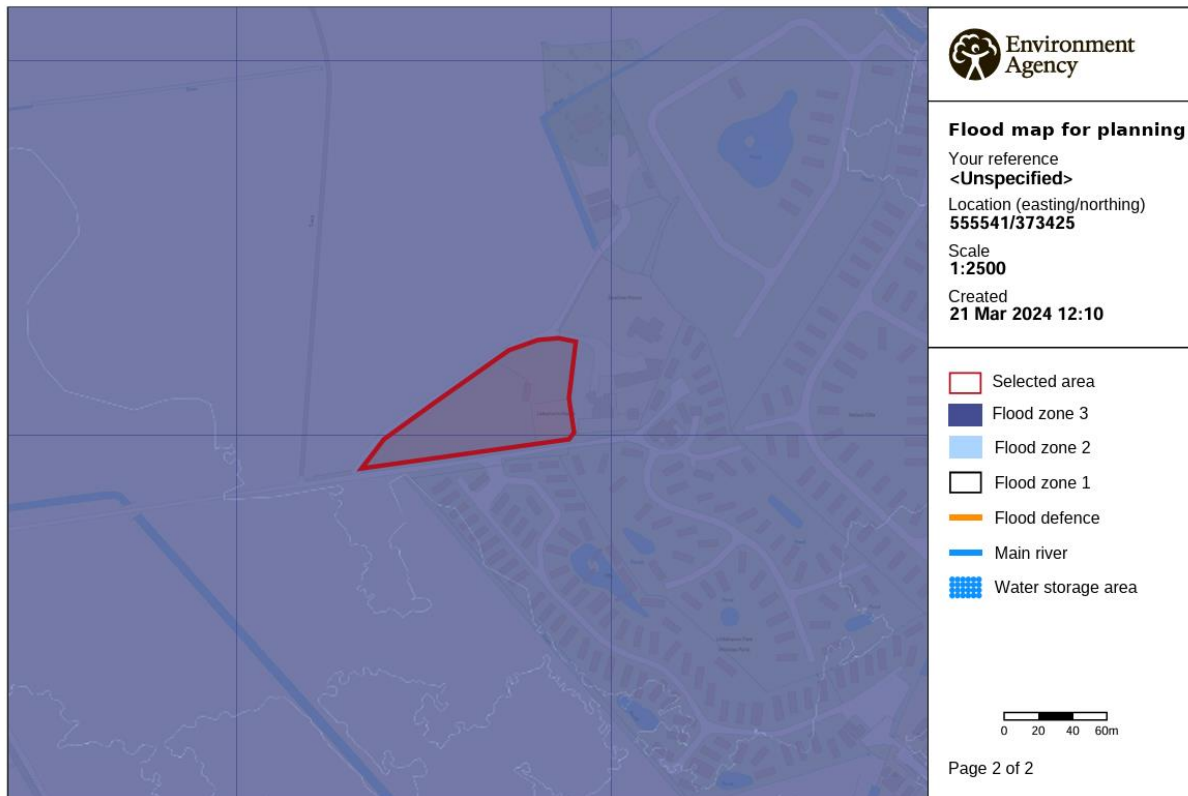 Environment
Agency
Flood map for planning
Your reference
<Unspecified>
Location (easting/northing)
555541/373425
Scale
1:2500
Created
21 Mar 2024 12:10
Selected area
Flood zone 3
Flood zone 2
Flood zone 1
Flood defence
Main river
Water storage area
0 20 40 60m
Page 2 of 2